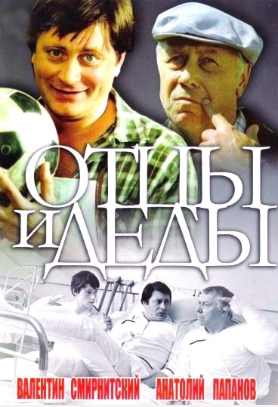 ОТЦЫ
И ДЕДЫ
ВАЛЕНТИН СМИРНИТСКИЙ АНАТОЛИЙ ПАПАНОВ